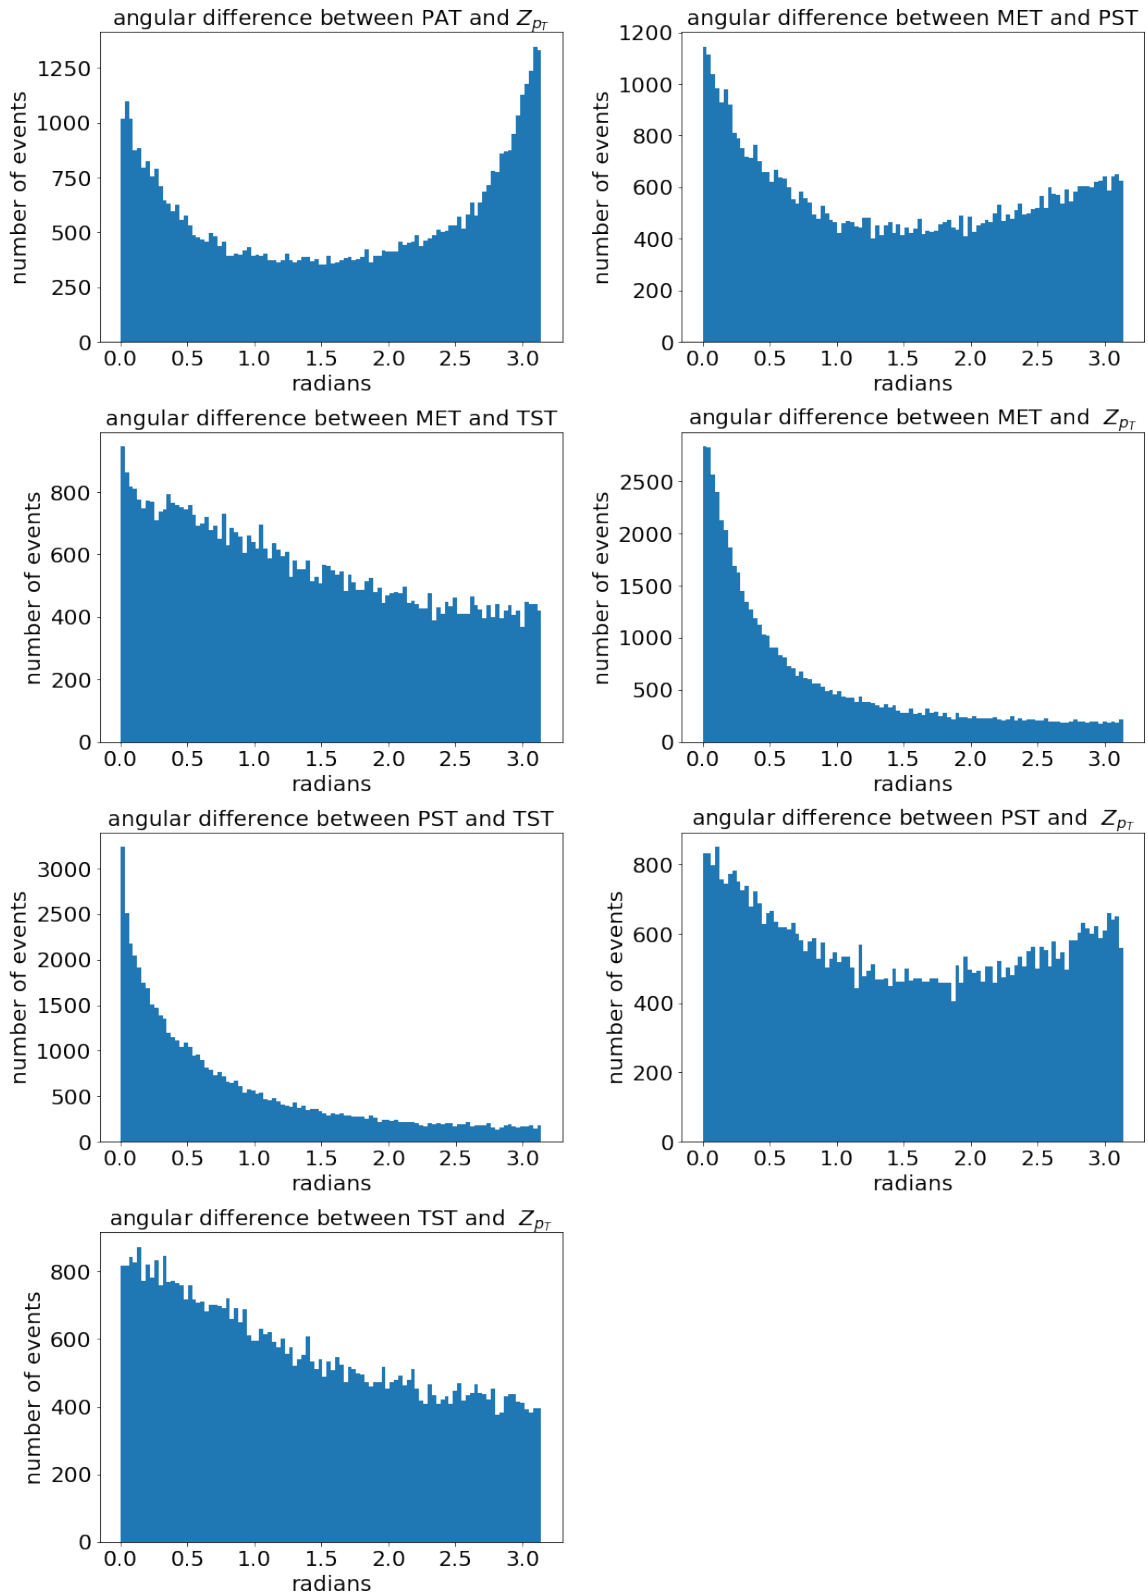 angular difference between PAT and Z_{p_T}
number of events
1250
1000
750
500
250
0
0.0 0.5 1.0 1.5 2.0 2.5 3.0
radians
angular difference between MET and PST
number of events
1200
1000
800
600
400
200
0
0.0 0.5 1.0 1.5 2.0 2.5 3.0
radians
angular difference between MET and TST
number of events
800
600
400
200
0
0.0 0.5 1.0 1.5 2.0 2.5 3.0
radians
angular difference between MET and Z_{p_T}
number of events
2500
2000
1500
1000
500
0
0.0 0.5 1.0 1.5 2.0 2.5 3.0
radians
angular difference between PST and TST
number of events
3000
2500
2000
1500
1000
500
0
0.0 0.5 1.0 1.5 2.0 2.5 3.0
radians
angular difference between PST and Z_{p_T}
number of events
800
600
400
200
0
0.0 0.5 1.0 1.5 2.0 2.5 3.0
radians
angular difference between TST and Z_{p_T}
number of events
800
600
400
200
0
0.0 0.5 1.0 1.5 2.0 2.5 3.0
radians